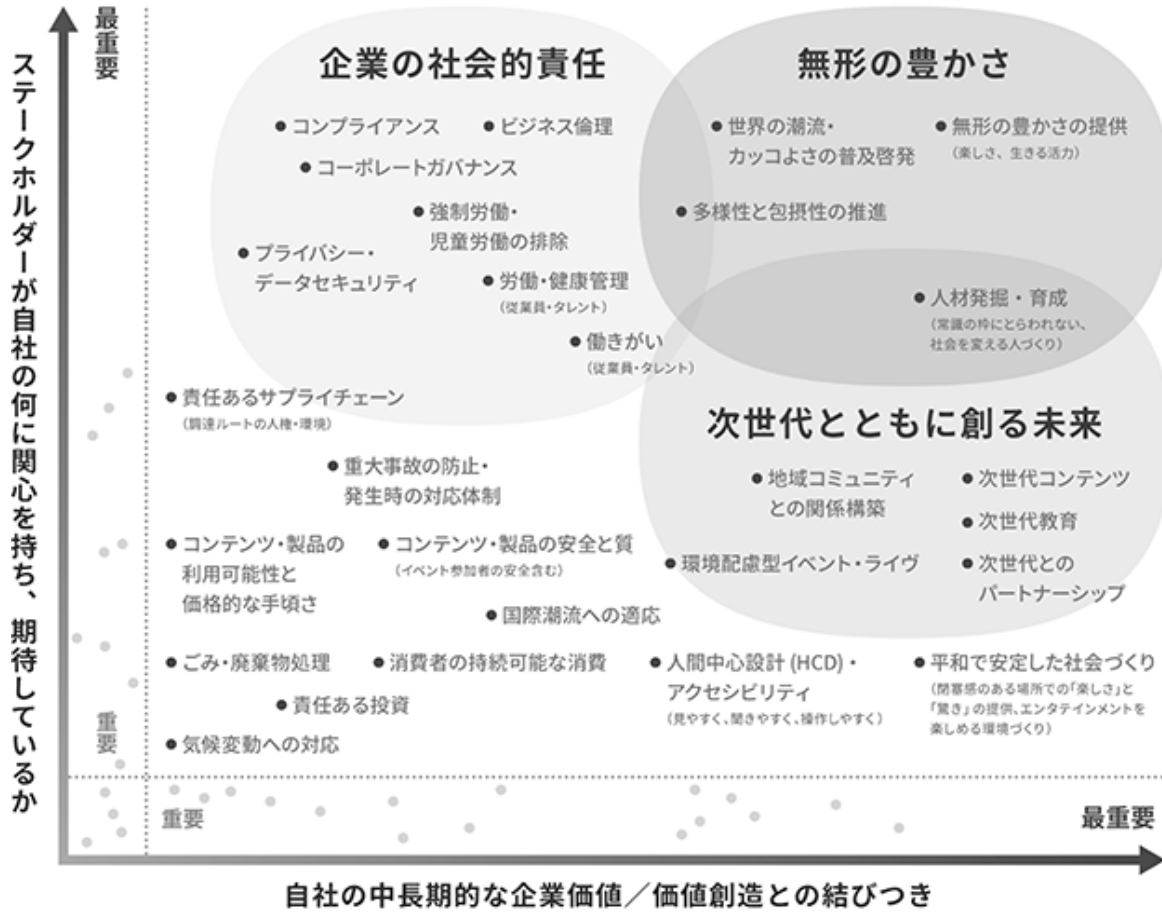 最重要
ステークホルダーが自社の何に関心を持ち、期待しているか
企業の社会的責任
● コンプライアンス
● ビジネス倫理
● コーポレートガバナンス
● 強制労働・
児童労働の排除
● プライバシー・
データセキュリティ
● 労働・健康管理
(従業員・タレント)
● 働きがい
(従業員・タレント)
無形の豊かさ
● 世界の潮流・
カッコよさの普及啓発
● 無形の豊かさの提供
(楽しさ、生きる活力)
● 多様性と包摂性の推進
● 人材発掘・育成
(常識の枠にとらわれない、
社会を変える人づくり)
次世代とともに創る未来
● 地域コミュニティ
との関係構築
● 次世代コンテンツ
● 次世代教育
● 環境配慮型イベント・ライヴ
● 次世代との
パートナーシップ
● 責任あるサプライチェーン
(調達ルートの人権・環境)
● 重大事故の防止・
発生時の対応体制
● コンテンツ・製品の
利用可能性と
価格的な手頃さ
● コンテンツ・製品の安全と質
(イベント参加者の安全含む)
● 国際潮流への適応
● ごみ・廃棄物処理
● 消費者の持続可能な消費
● 人間中心設計 (HCD)・
アクセシビリティ
(見やすく、聞きやすく、操作しやすく)
● 平和で安定した社会づくり
(閉塞感のある場所での「楽しさ」と
「驚き」の提供、エンタテインメントを
楽しめる環境づくり)
● 責任ある投資
● 気候変動への対応
重要
重要
最重要
自社の中長期的な企業価値／価値創造との結びつき